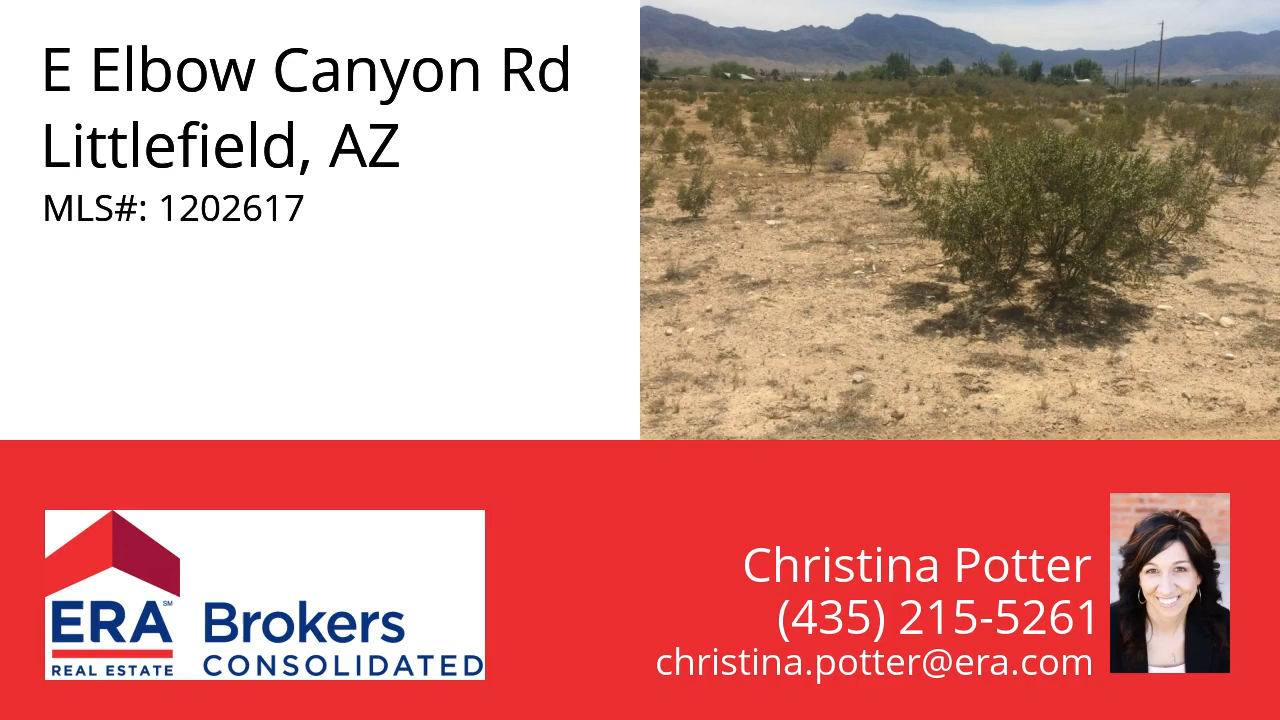 E Elbow Canyon Rd
Littlefield, AZ
MLS#: 1202617
ERA℠
REAL ESTATE
Brokers
CONSOLIDATED
Christina Potter
(435) 215-5261
christina.potter@era.com